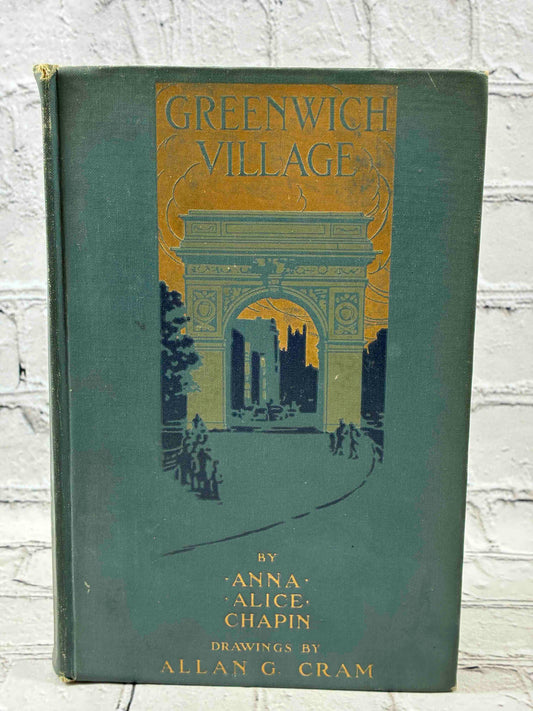 GREENWICH
VILLAGE
BY
·ANNA·
·ALICE·
CHAPIN
DRAWINGS BY
ALLAN G. CRAM